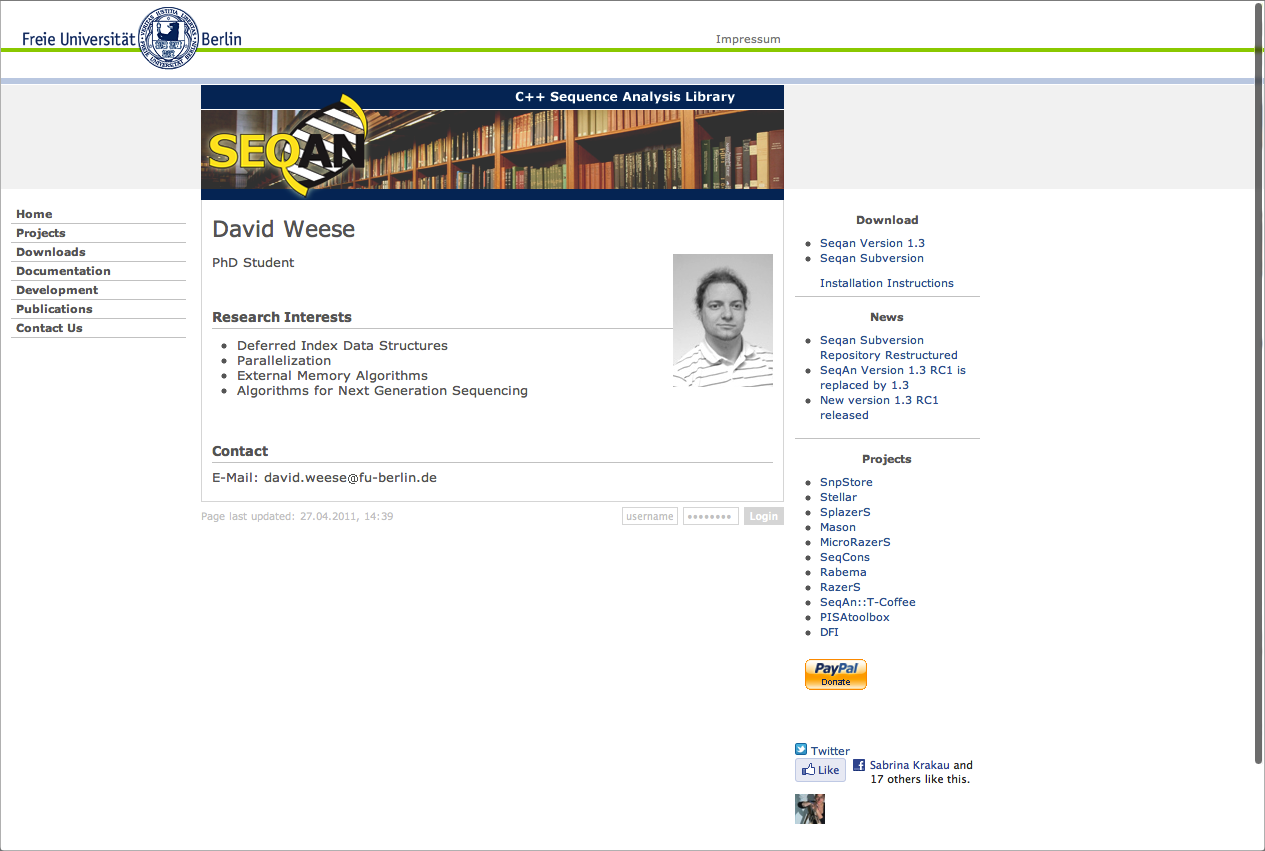 Freie Universität Berlin
Impressum
C++ Sequence Analysis Library
SEQAN
Home
Projects
Downloads
Documentation
Development
Publications
Contact Us
David Weese
PhD Student
Research Interests
Deferred Index Data Structures
Parallelization
External Memory Algorithms
Algorithms for Next Generation Sequencing
Contact
E-Mail: david.weese@fu-berlin.de
Page last updated: 27.04.2011, 14:39
username •••••••• Login
Download
Seqan Version 1.3
Seqan Subversion
Installation Instructions
News
Seqan Subversion
Repository Restructured
SeqAn Version 1.3 RC1 is
replaced by 1.3
New version 1.3 RC1
released
Projects
SnpStore
Stellar
SplazerS
Mason
MicroRazerS
SeqCons
Rabema
RazerS
SeqAn::T-Coffee
PISAtoolbox
DFI
PayPal
Donate
Twitter
Like Sabrina Krakau and
17 others like this.